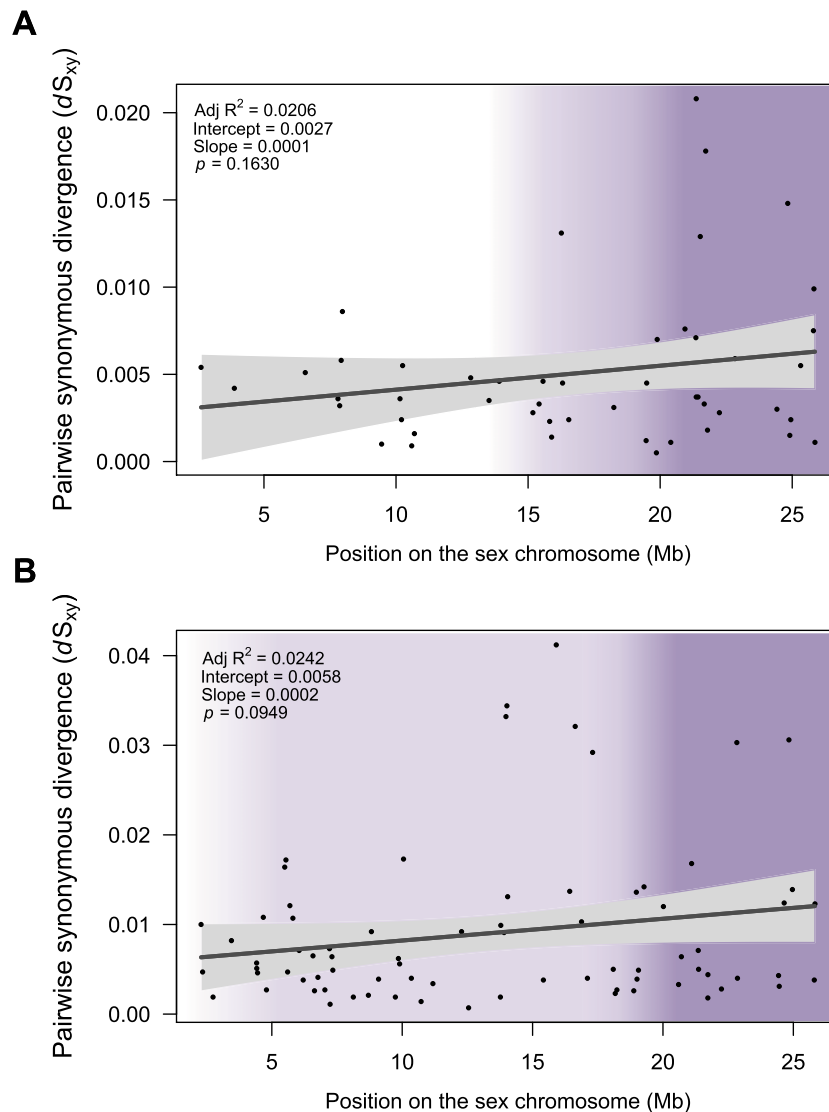 A
Pairwise synonymous divergence (dSxy)
Adj R² = 0.0206
Intercept = 0.0027
Slope = 0.0001
p = 0.1630
0.020
0.015
0.010
0.005
0.000
5 10 15 20 25
Position on the sex chromosome (Mb)
B
Pairwise synonymous divergence (dSxy)
Adj R² = 0.0242
Intercept = 0.0058
Slope = 0.0002
p = 0.0949
0.04
0.03
0.02
0.01
0.00
5 10 15 20 25
Position on the sex chromosome (Mb)